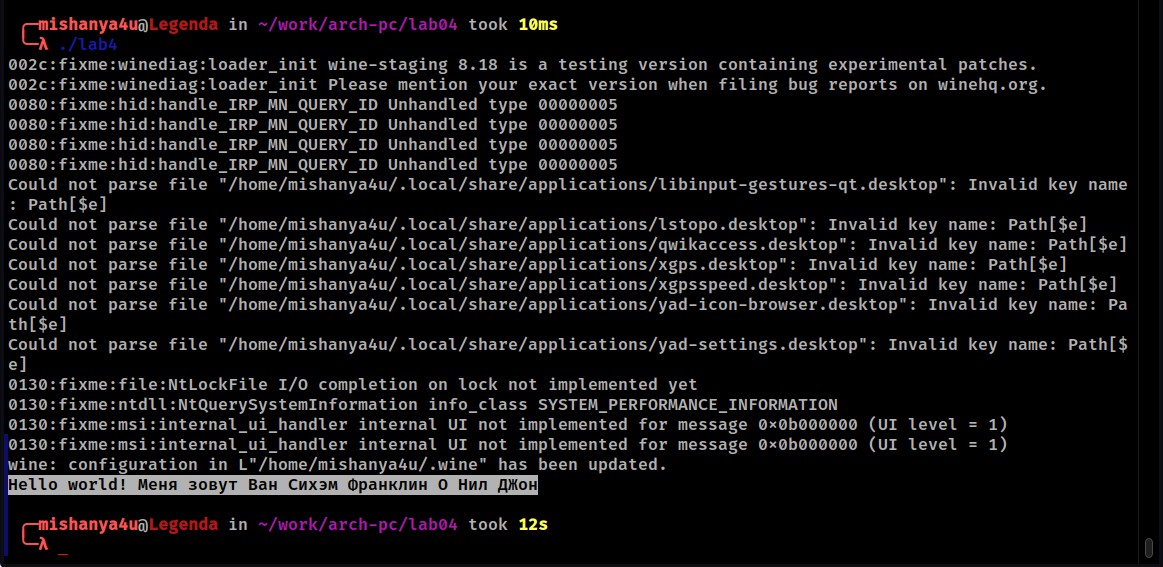 ╭─mishanya4u@Legenda in ~/work/arch-pc/lab04 took 10ms
╰─λ ./lab4
002c:fixme:winediag:loader_init wine-staging 8.18 is a testing version containing experimental patches.
002c:fixme:winediag:loader_init Please mention your exact version when filing bug reports on winehq.org.
0080:fixme:hid:handle_IRP_MN_QUERY_ID Unhandled type 00000005
0080:fixme:hid:handle_IRP_MN_QUERY_ID Unhandled type 00000005
0080:fixme:hid:handle_IRP_MN_QUERY_ID Unhandled type 00000005
0080:fixme:hid:handle_IRP_MN_QUERY_ID Unhandled type 00000005
Could not parse file "/home/mishanya4u/.local/share/applications/libinput-gestures-qt.desktop": Invalid key name
: Path[$e]
Could not parse file "/home/mishanya4u/.local/share/applications/lstopo.desktop": Invalid key name: Path[$e]
Could not parse file "/home/mishanya4u/.local/share/applications/qwikaccess.desktop": Invalid key name: Path[$e]
Could not parse file "/home/mishanya4u/.local/share/applications/xgps.desktop": Invalid key name: Path[$e]
Could not parse file "/home/mishanya4u/.local/share/applications/xgpsspeed.desktop": Invalid key name: Path[$e]
Could not parse file "/home/mishanya4u/.local/share/applications/yad-icon-browser.desktop": Invalid key name: Pa
th[$e]
Could not parse file "/home/mishanya4u/.local/share/applications/yad-settings.desktop": Invalid key name: Path[$
e]
0130:fixme:file:NtLockFile I/O completion on lock not implemented yet
0130:fixme:ntdll:NtQuerySystemInformation info_class SYSTEM_PERFORMANCE_INFORMATION
0130:fixme:msi:internal_ui_handler internal UI not implemented for message 0x0b000000 (UI level = 1)
0130:fixme:msi:internal_ui_handler internal UI not implemented for message 0x0b000000 (UI level = 1)
wine: configuration in L"/home/mishanya4u/.wine" has been updated.
Hello world! Меня зовут Ван Сихэм Франклин О Нил ДЖон
╭─mishanya4u@Legenda in ~/work/arch-pc/lab04 took 12s
╰─λ _